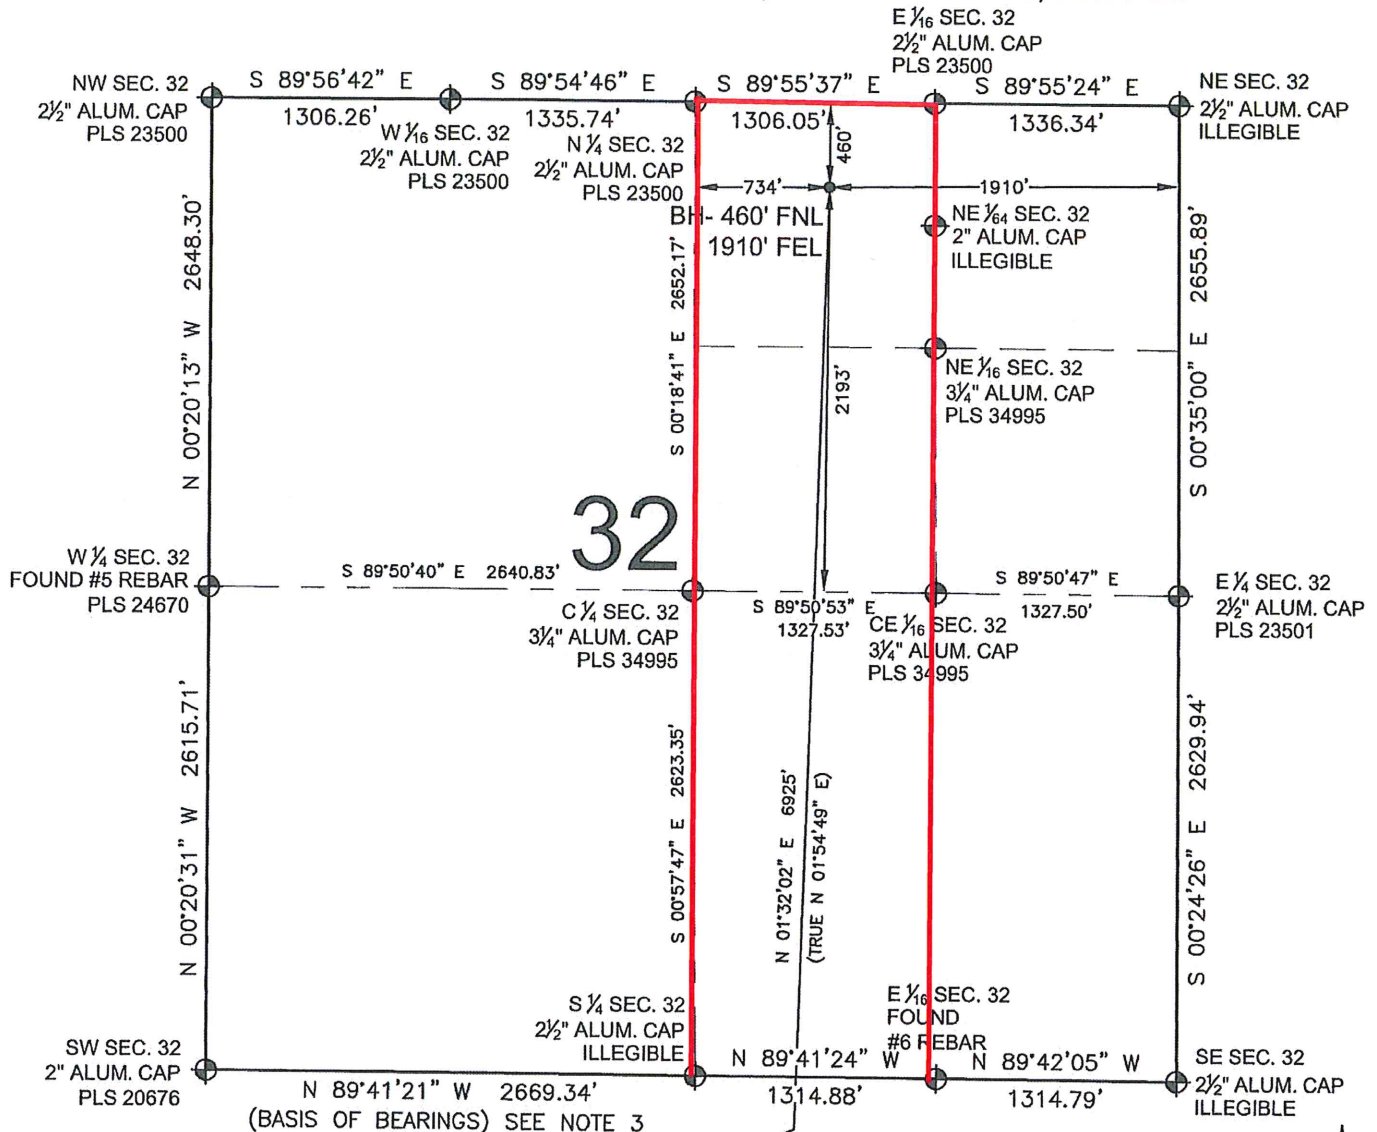 E 1⁄16 SEC. 32
2½" ALUM. CAP
PLS 23500
NW SEC. 32
2½" ALUM. CAP
PLS 23500
S 89°56'42" E
1306.26'
S 89°54'46" E
1335.74'
S 89°55'37" E
1306.05'
S 89°55'24" E
1336.34'
NE SEC. 32
2½" ALUM. CAP
ILLEGIBLE
W 1⁄16 SEC. 32
2½" ALUM. CAP
PLS 23500
N ¼ SEC. 32
2½" ALUM. CAP
PLS 23500
460'
734'
1910'
BH- 460' FNL
1910' FEL
NE 1⁄64 SEC. 32
2" ALUM. CAP
ILLEGIBLE
N 00°20'13" W 2648.30'
S 00°18'41" E 2652.17'
2193'
S 00°35'00" E 2655.89'
NE 1⁄16 SEC. 32
3¼" ALUM. CAP
PLS 34995
32
W ¼ SEC. 32
FOUND #5 REBAR
PLS 24670
S 89°50'40" E 2640.83'
C ¼ SEC. 32
3¼" ALUM. CAP
PLS 34995
S 89°50'53" E
1327.53'
CE 1⁄16 SEC. 32
3¼" ALUM. CAP
PLS 34995
S 89°50'47" E
1327.50'
E ¼ SEC. 32
2½" ALUM. CAP
PLS 23501
N 00°20'31" W 2615.71'
S 00°57'47" E 2623.35'
N 01°32'02" E 6925'
(TRUE N 01°54'49" E)
S 00°24'26" E 2629.94'
SW SEC. 32
2" ALUM. CAP
PLS 20676
S ¼ SEC. 32
2½" ALUM. CAP
ILLEGIBLE
E 1⁄16 SEC. 32
FOUND
#6 REBAR
N 89°41'21" W 2669.34'
(BASIS OF BEARINGS) SEE NOTE 3
N 89°41'24" W
1314.88'
N 89°42'05" W
1314.79'
SE SEC. 32
2½" ALUM. CAP
ILLEGIBLE